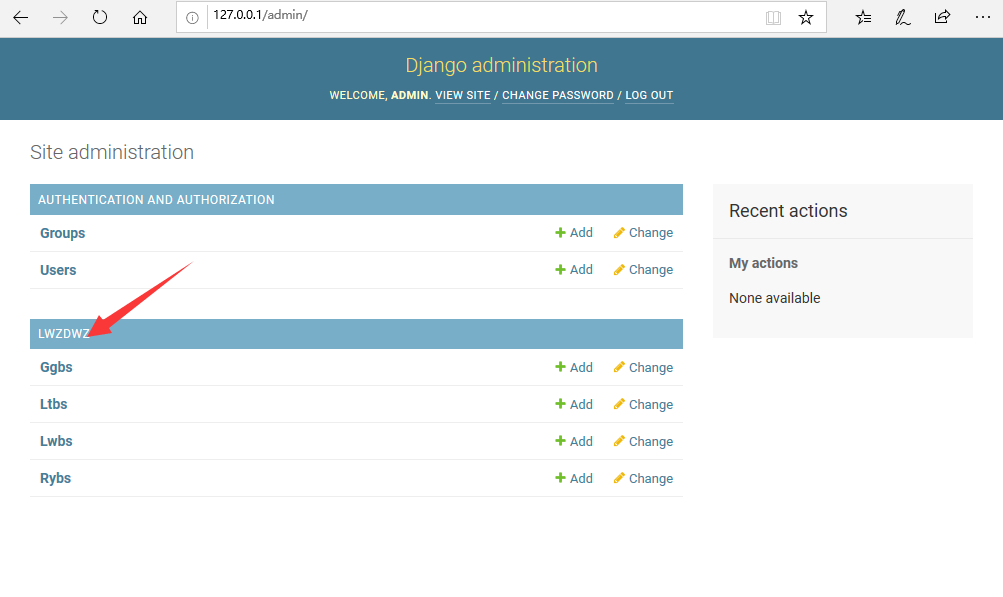 127.0.0.1/admin/
Django administration
WELCOME, ADMIN. VIEW SITE / CHANGE PASSWORD / LOG OUT
Site administration
AUTHENTICATION AND AUTHORIZATION
Groups Add Change
Users Add Change
LWZDWZ
Ggbs Add Change
Ltbs Add Change
Lwbs Add Change
Rybs Add Change
Recent actions
My actions
None available